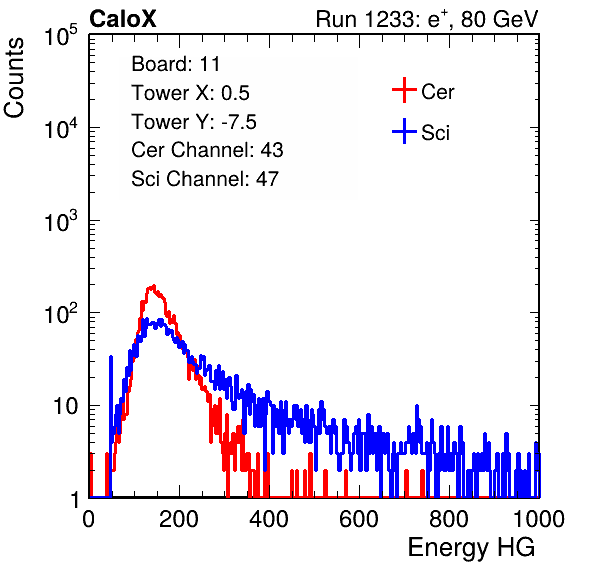 CaloX Run 1233: e⁺, 80 GeV
Counts
Board: 11
Tower X: 0.5
Tower Y: -7.5
Cer Channel: 43
Sci Channel: 47
Cer
Sci
10⁵
10⁴
10³
10²
10
1
0 200 400 600 800 1000
Energy HG